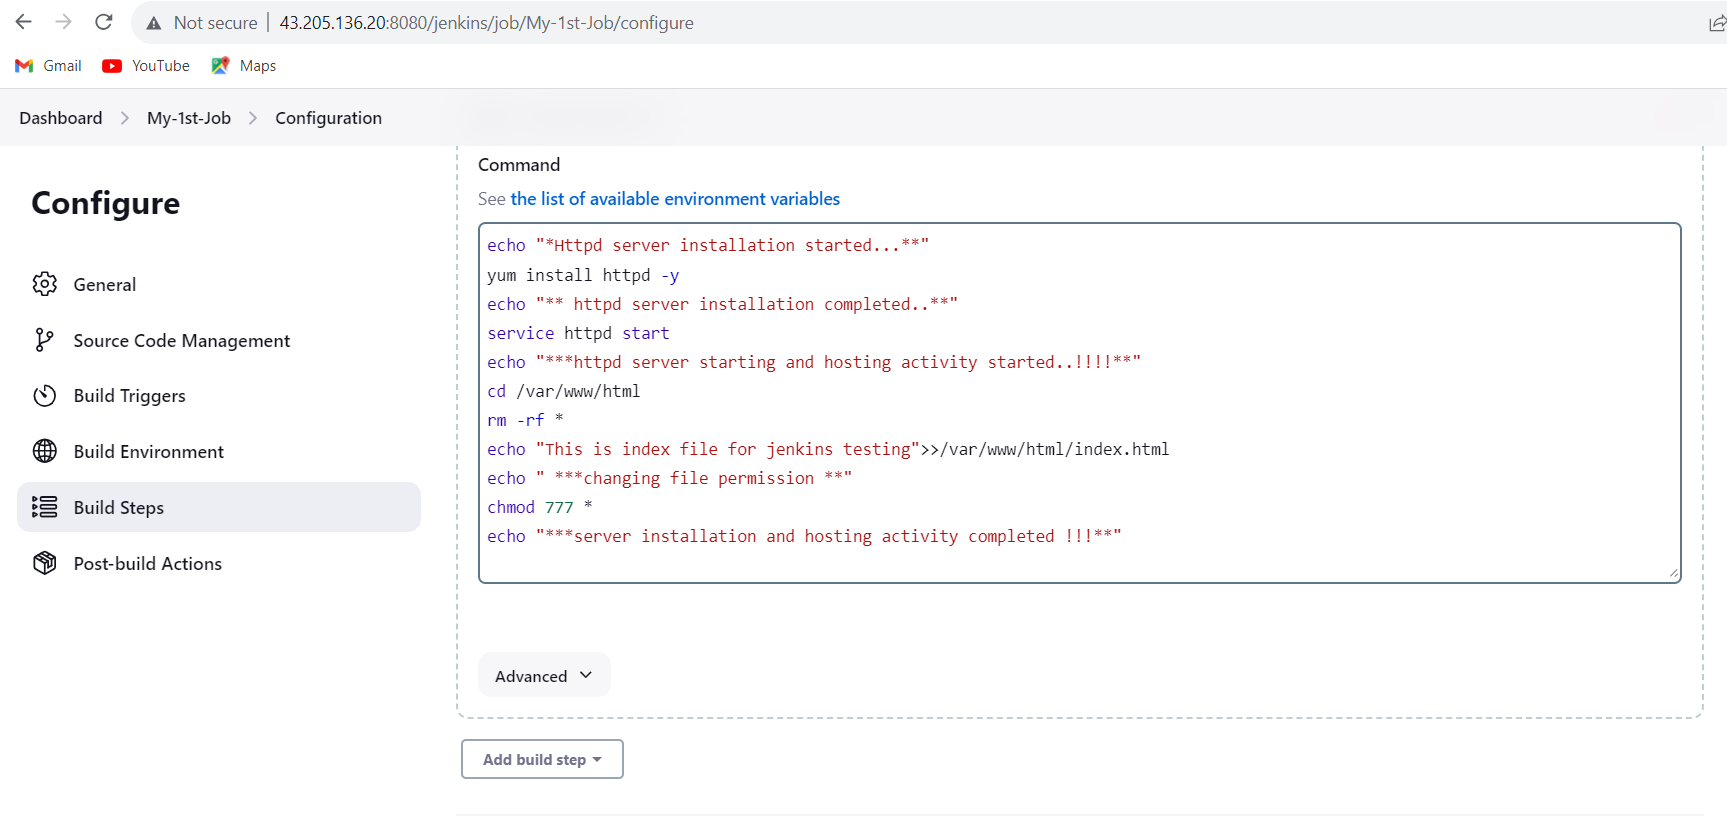 Not secure | 43.205.136.20:8080/jenkins/job/My-1st-Job/configure
Gmail YouTube Maps
Dashboard My-1st-Job Configuration
Configure
General
Source Code Management
Build Triggers
Build Environment
Build Steps
Post-build Actions
Command
See the list of available environment variables
echo "*Httpd server installation started...**"
yum install httpd -y
echo "** httpd server installation completed..**"
service httpd start
echo "***httpd server starting and hosting activity started..!!!!**"
cd /var/www/html
rm -rf *
echo "This is index file for jenkins testing">>/var/www/html/index.html
echo " ***changing file permission **"
chmod 777 *
echo "***server installation and hosting activity completed !!!**"
Advanced
Add build step